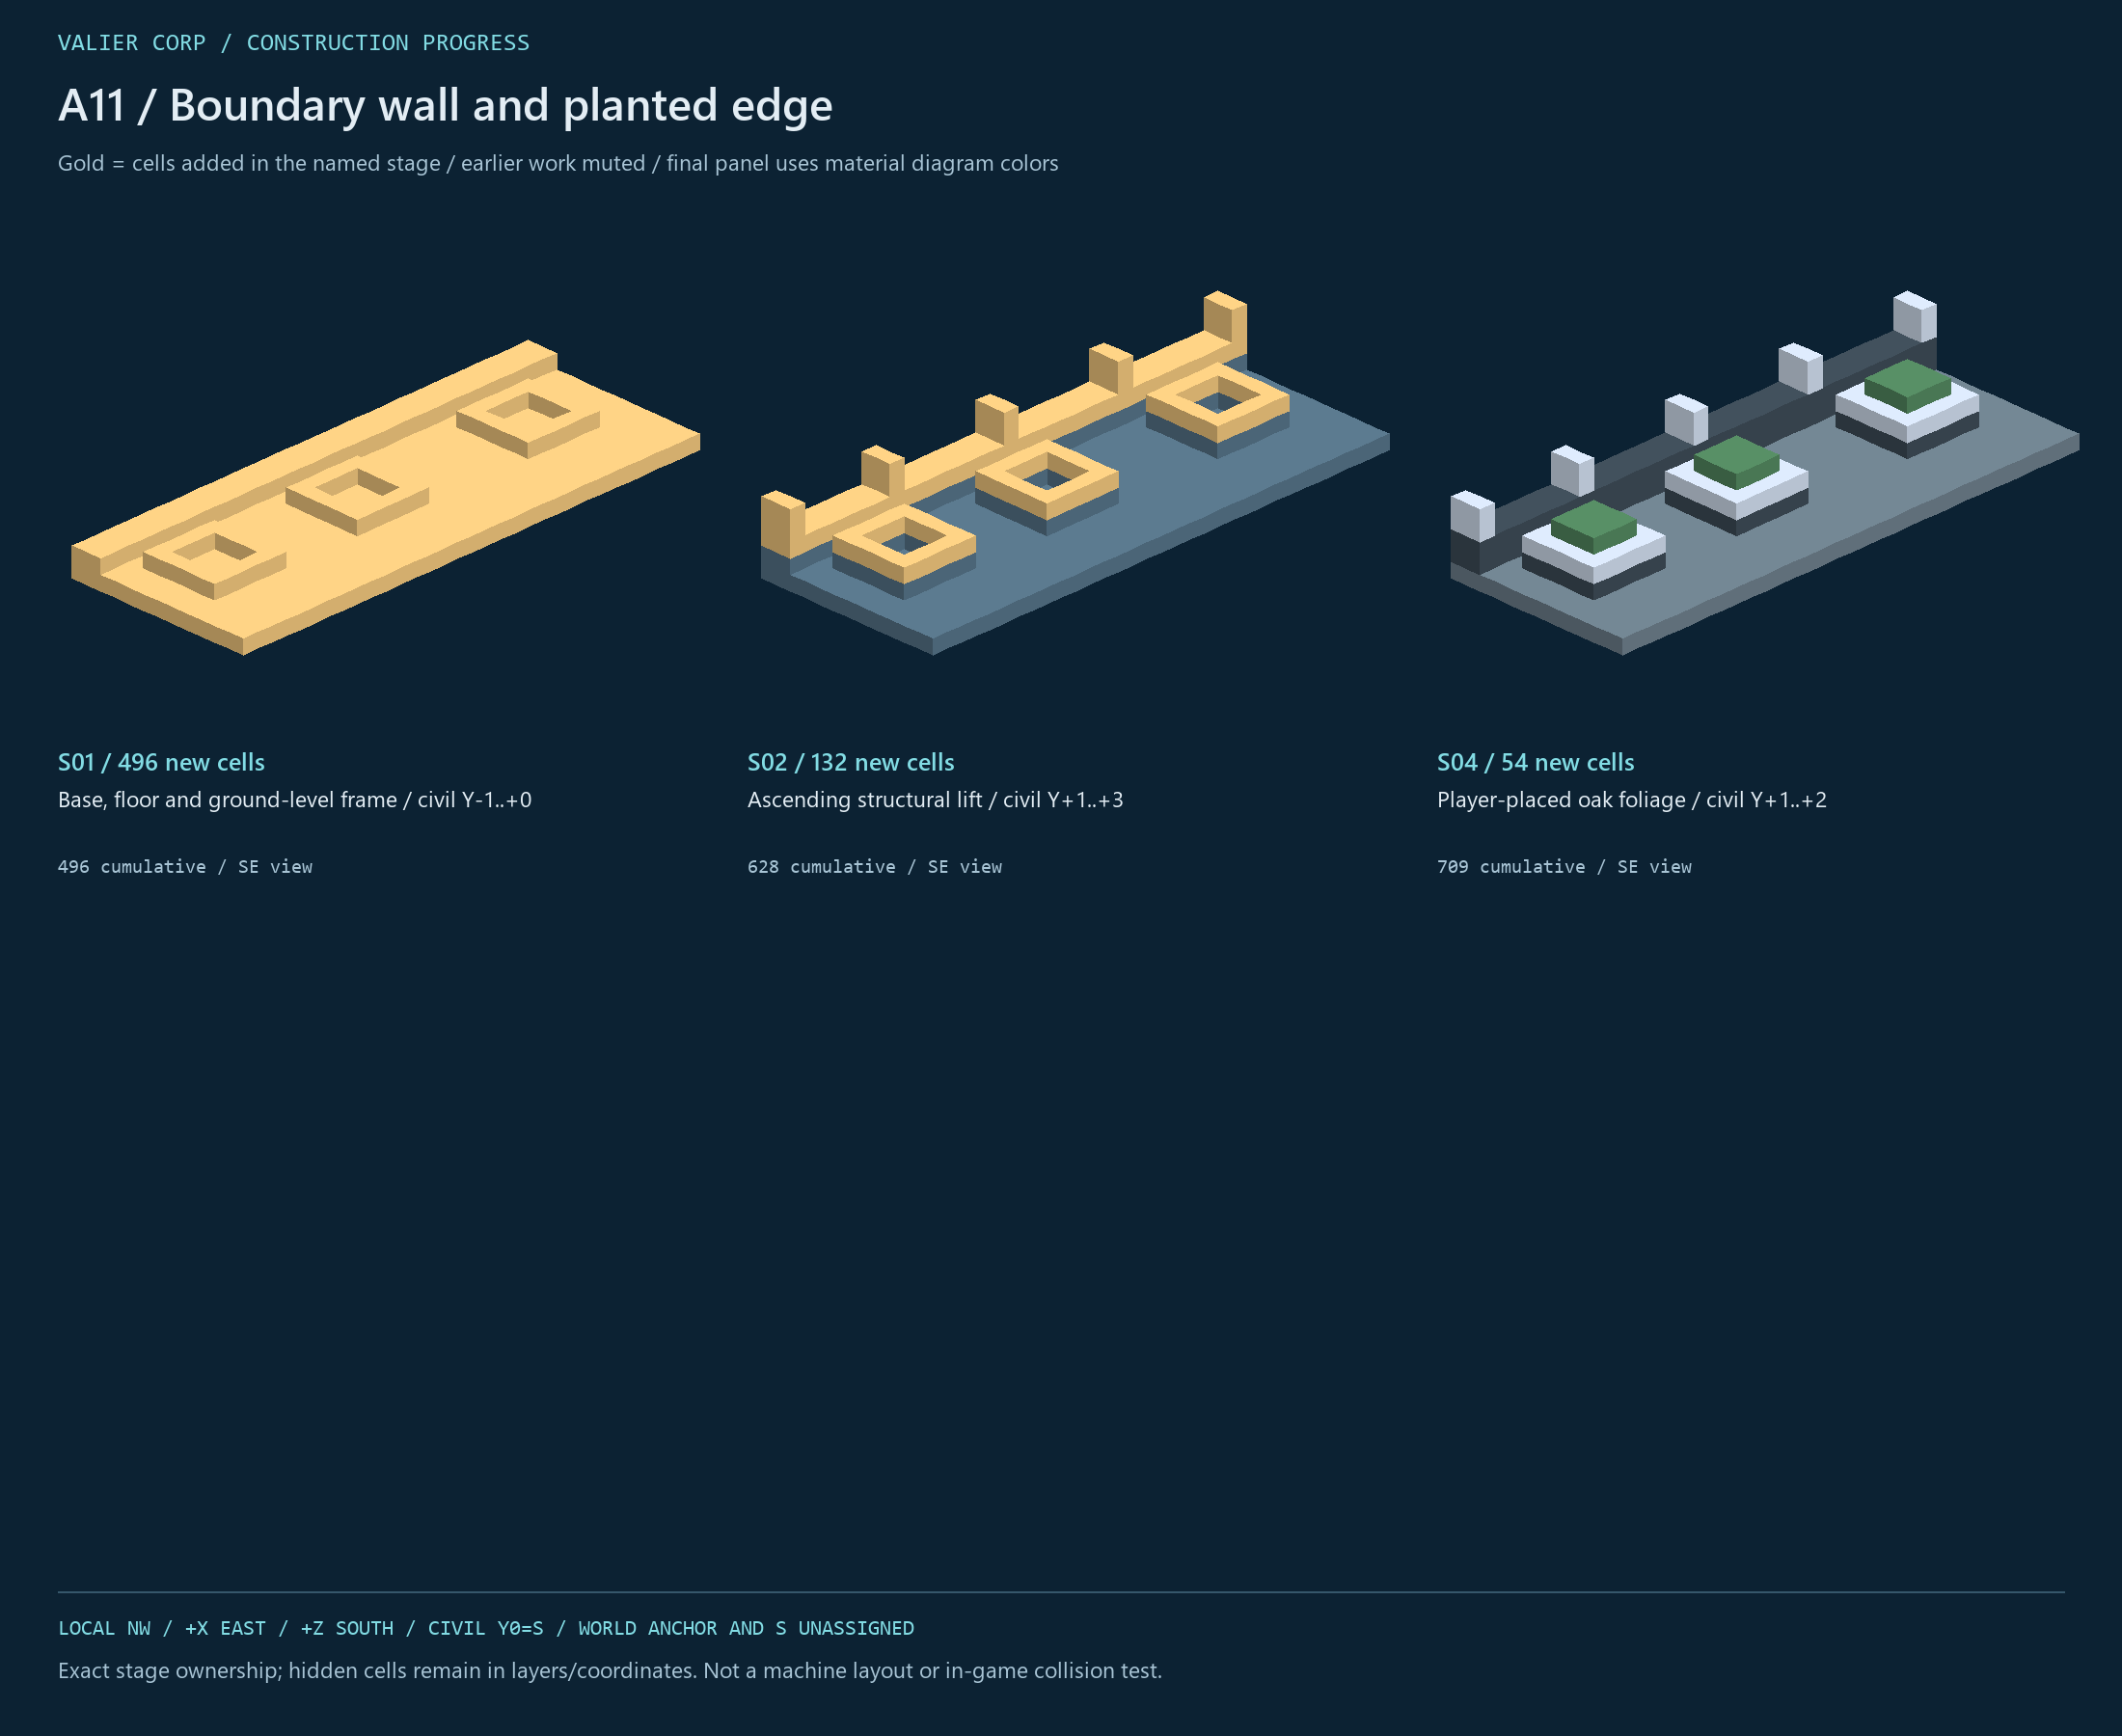 VALIER CORP / CONSTRUCTION PROGRESS
A11 / Boundary wall and planted edge
Gold = cells added in the named stage / earlier work muted / final panel uses material diagram colors
S01 / 496 new cells
Base, floor and ground-level frame / civil Y-1..+0
496 cumulative / SE view
S02 / 132 new cells
Ascending structural lift / civil Y+1..+3
628 cumulative / SE view
S04 / 54 new cells
Player-placed oak foliage / civil Y+1..+2
709 cumulative / SE view
LOCAL NW / +X EAST / +Z SOUTH / CIVIL Y0=S / WORLD ANCHOR AND S UNASSIGNED
Exact stage ownership; hidden cells remain in layers/coordinates. Not a machine layout or in-game collision test.